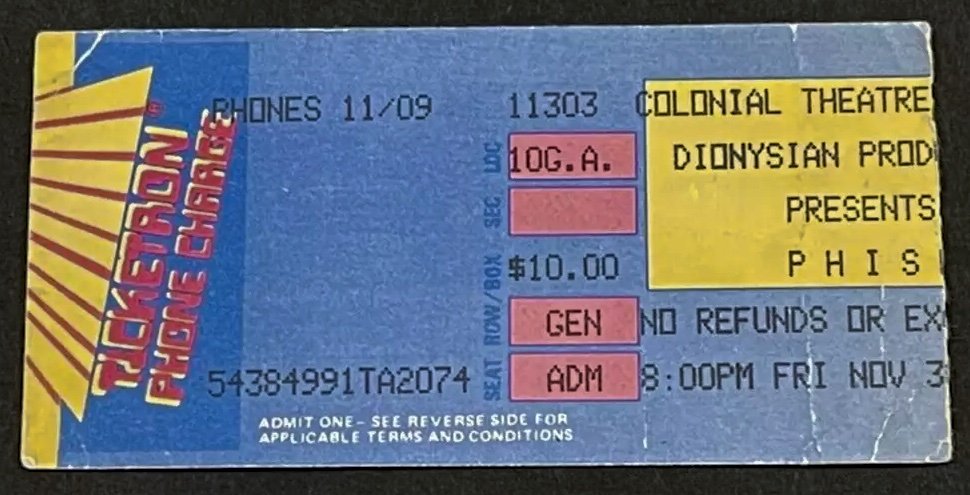 TICKETRON
PHONE CHARGE
PHONES 11/09
11303
COLONIAL THEATRE
SEAT ROW/BOX SEC LOC
10G.A.
DIONYSIAN PROD
PRESENTS
$10.00
P H I S
GEN
NO REFUNDS OR EX
54384991TA2074
ADM
8:00PM FRI NOV 3
ADMIT ONE - SEE REVERSE SIDE FOR
APPLICABLE TERMS AND CONDITIONS